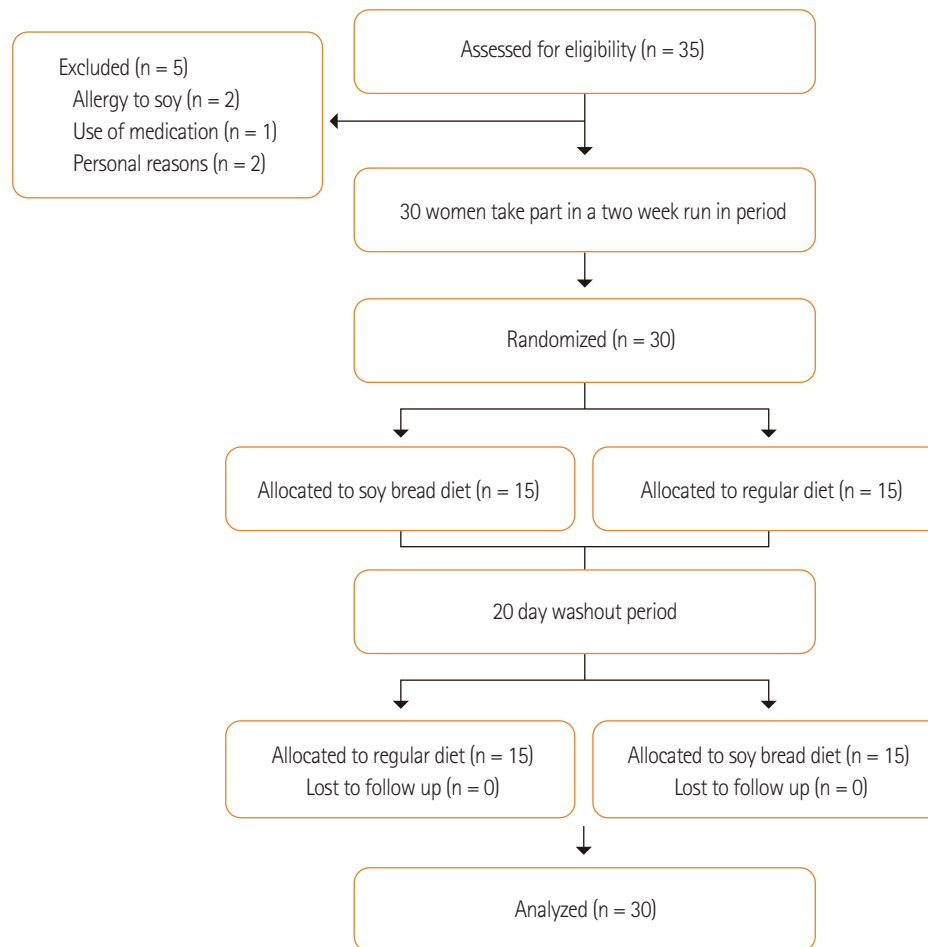 Assessed for eligibility (n = 35)
Excluded (n = 5)
Allergy to soy (n = 2)
Use of medication (n = 1)
Personal reasons (n = 2)
30 women take part in a two week run in period
Randomized (n = 30)
Allocated to soy bread diet (n = 15)
Allocated to regular diet (n = 15)
20 day washout period
Allocated to regular diet (n = 15)
Lost to follow up (n = 0)
Allocated to soy bread diet (n = 15)
Lost to follow up (n = 0)
Analyzed (n = 30)